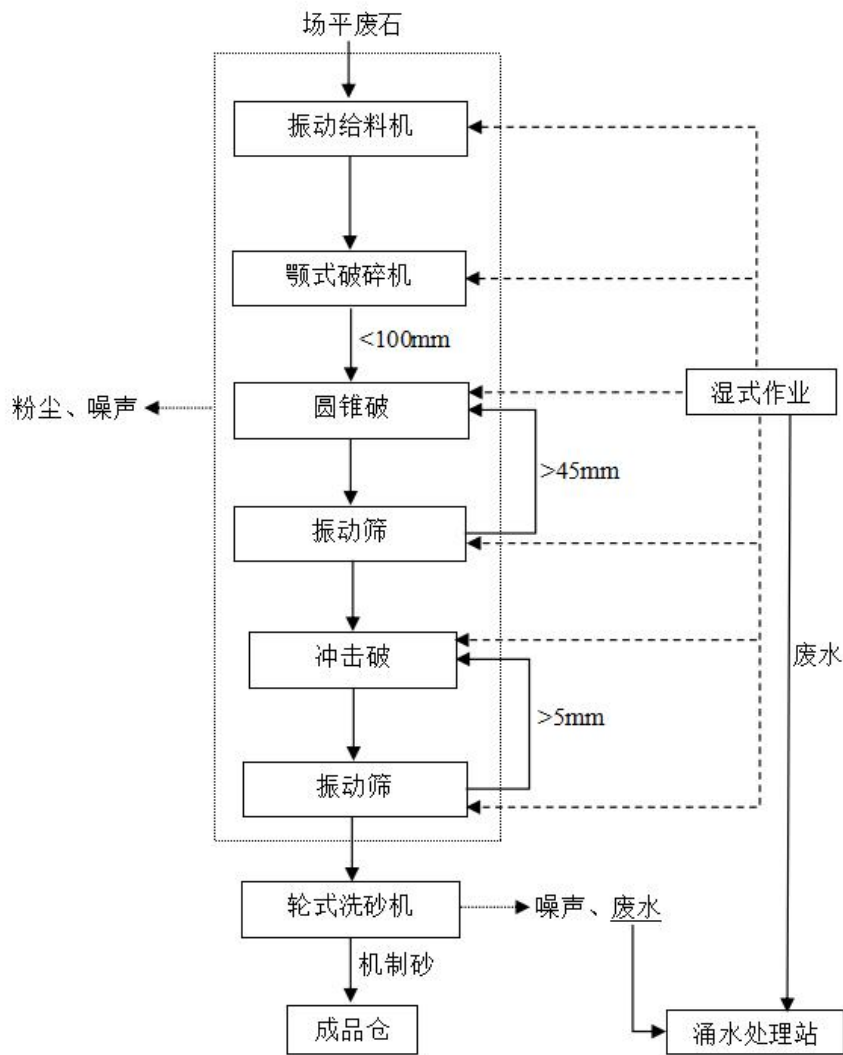 场平废石
振动给料机
颚式破碎机
<100mm
圆锥破
湿式作业
粉尘、噪声
>45mm
振动筛
冲击破
废水
>5mm
振动筛
轮式洗砂机
噪声、废水
机制砂
成品仓
涌水处理站